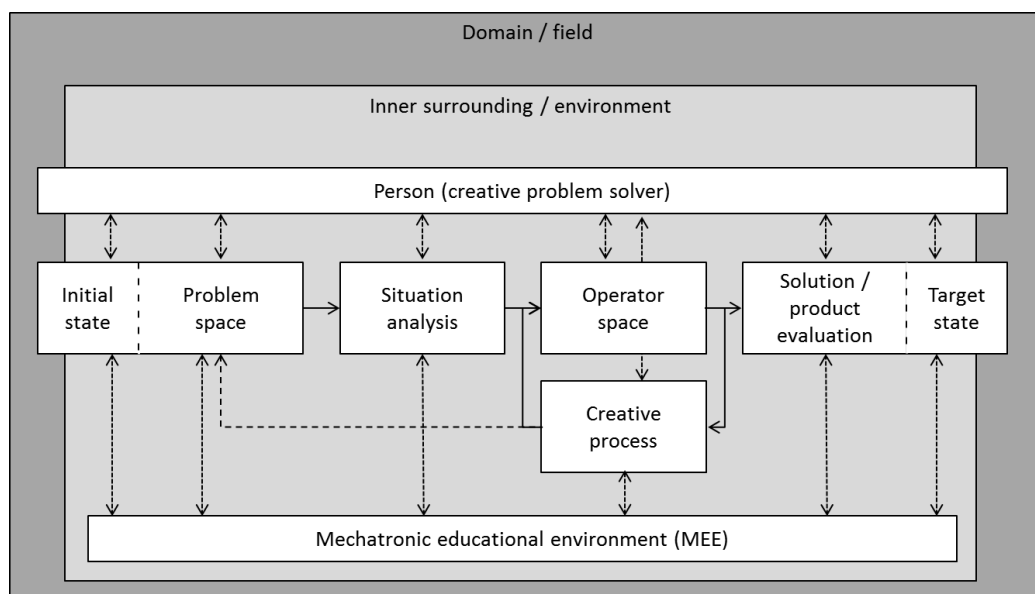 Domain / field
Inner surrounding / environment
Person (creative problem solver)
Initial
state
Problem
space
Situation
analysis
Operator
space
Solution /
product
evaluation
Target
state
Creative
process
Mechatronic educational environment (MEE)